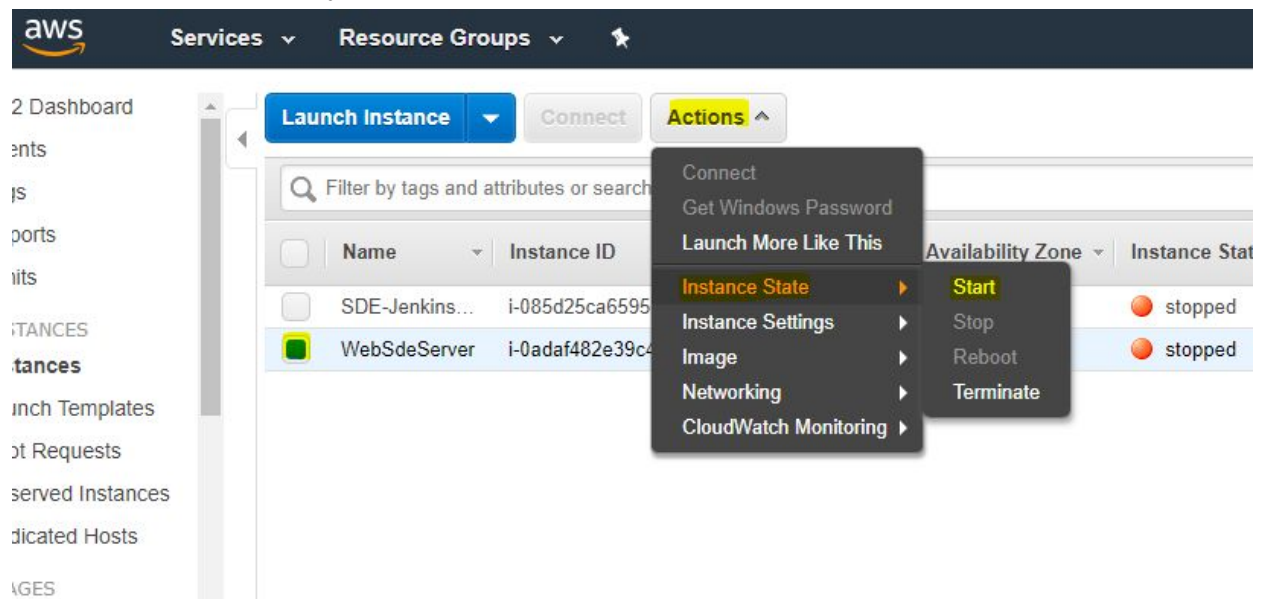 aws Services Resource Groups
2 Dashboard
ents
gs
ports
nits
STANCES
tances
unch Templates
ot Requests
served Instances
dicated Hosts
AGES
Launch Instance Connect Actions
Filter by tags and attributes or search
Name Instance ID Availability Zone Instance Stat
SDE-Jenkins... i-085d25ca6595 stopped
WebSdeServer i-0adaf482e39c4 stopped
Connect
Get Windows Password
Launch More Like This
Instance State
Instance Settings
Image
Networking
CloudWatch Monitoring
Start
Stop
Reboot
Terminate